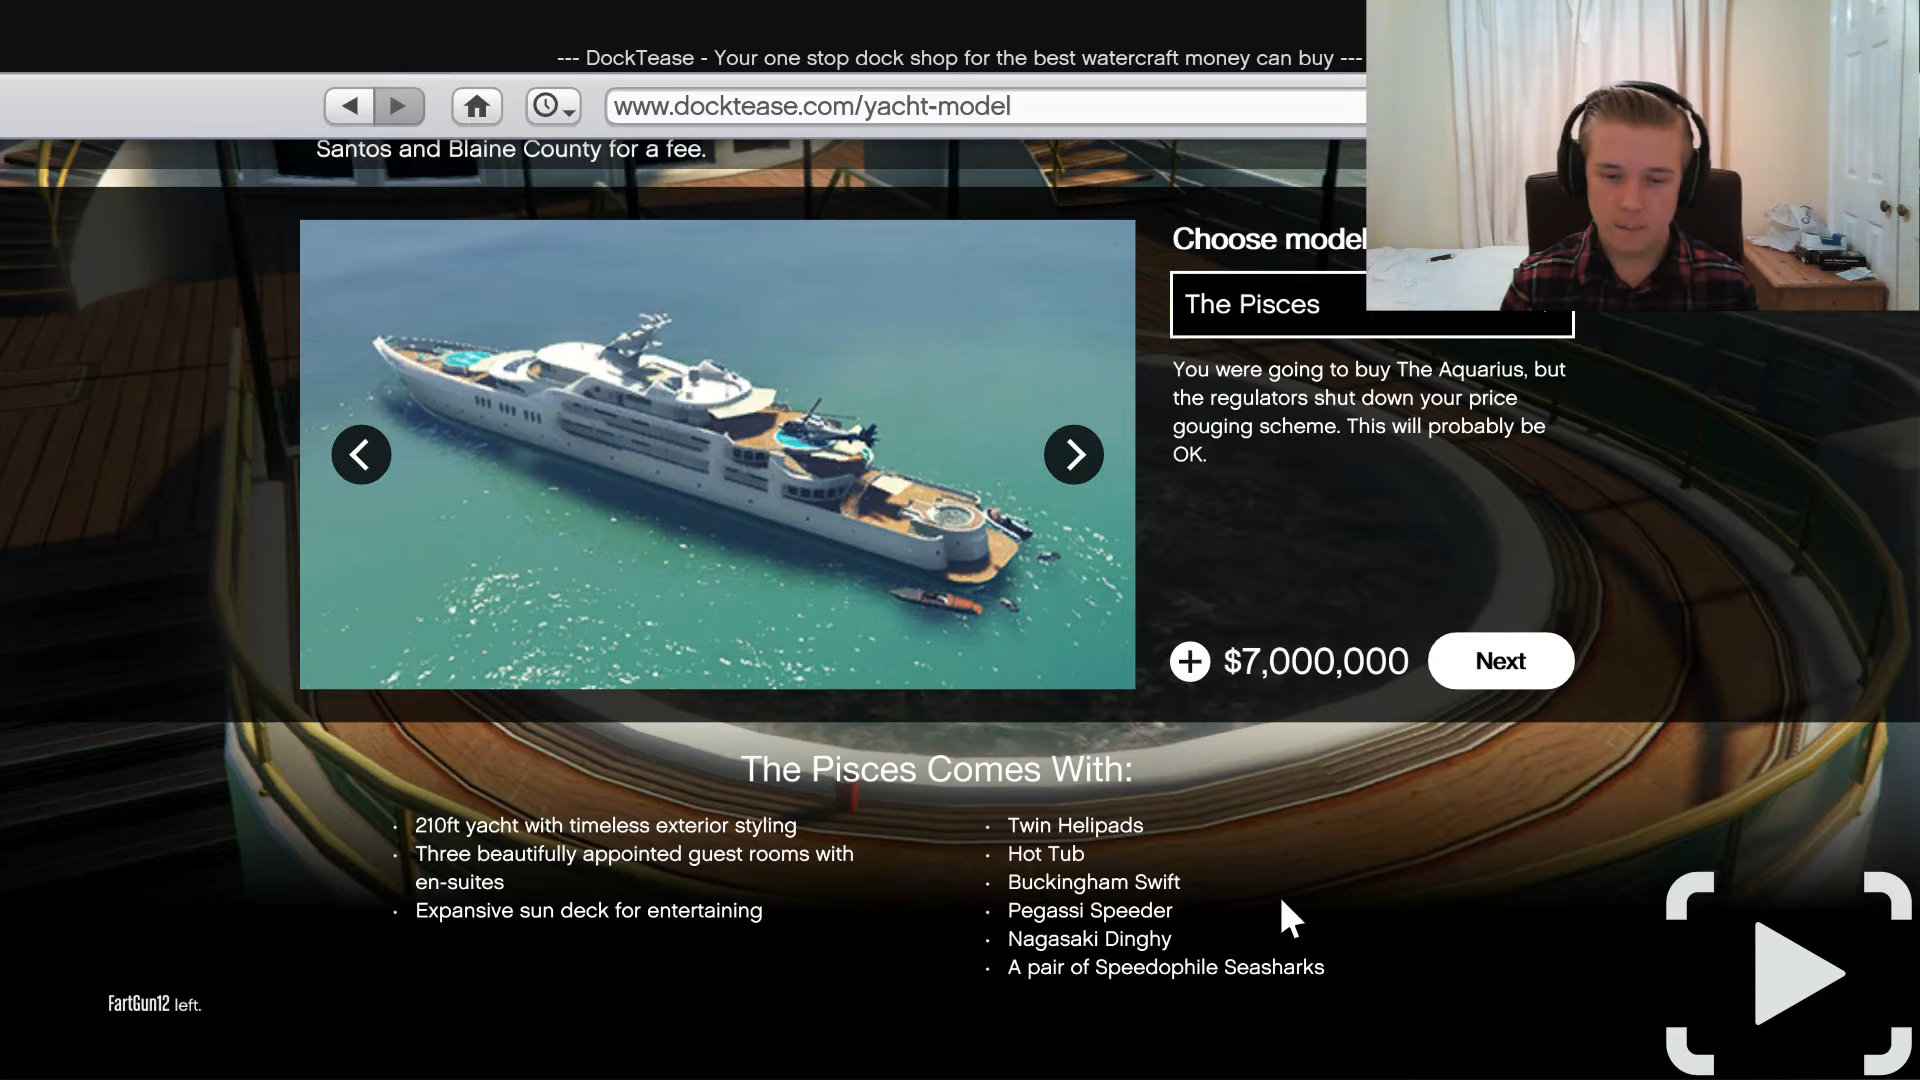 --- DockTease - Your one stop dock shop for the best watercraft money can buy ---
www.docktease.com/yacht-model
Santos and Blaine County for a fee.
Choose model
The Pisces
You were going to buy The Aquarius, but
the regulators shut down your price
gouging scheme. This will probably be
OK.
$7,000,000
Next
The Pisces Comes With:
· 210ft yacht with timeless exterior styling
· Three beautifully appointed guest rooms with
en-suites
· Expansive sun deck for entertaining
· Twin Helipads
· Hot Tub
· Buckingham Swift
· Pegassi Speeder
· Nagasaki Dinghy
· A pair of Speedophile Seasharks
FartGun12 left.